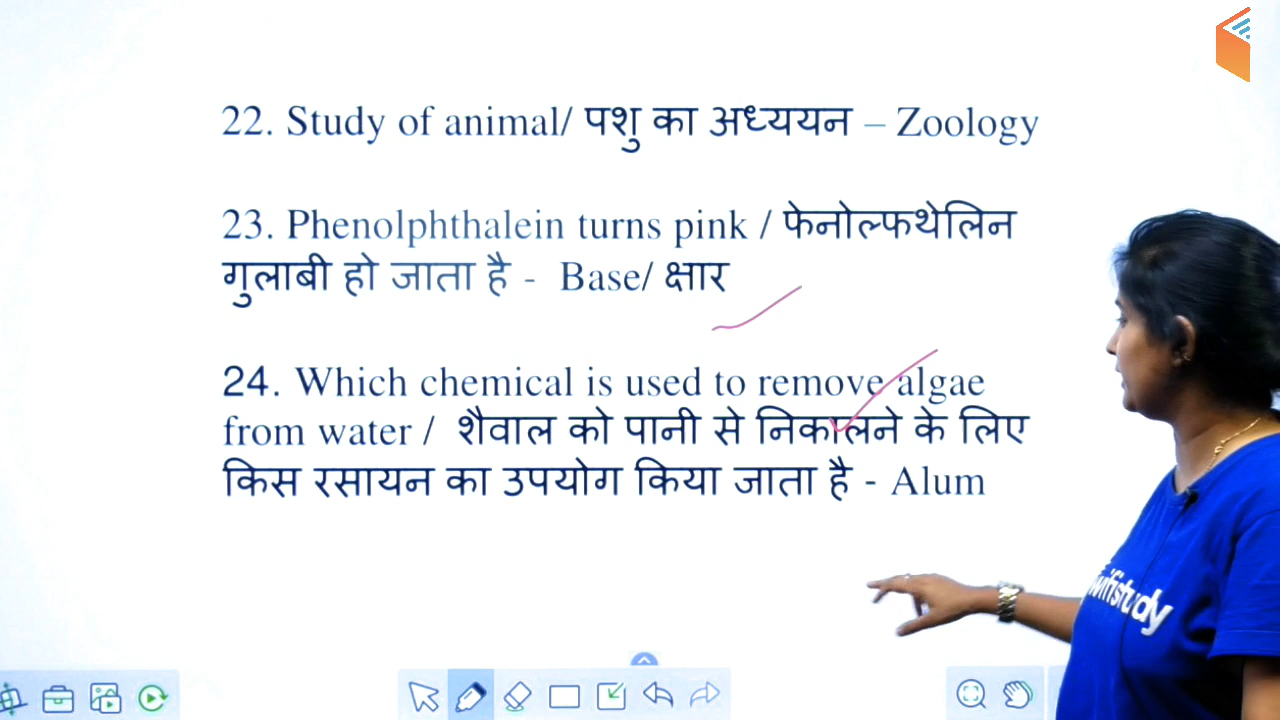 22. Study of animal/ पशु का अध्ययन – Zoology
23. Phenolphthalein turns pink / फेनोल्फथेलिन
गुलाबी हो जाता है - Base/ क्षार
24. Which chemical is used to remove algae
from water / शैवाल को पानी से निकालने के लिए
किस रसायन का उपयोग किया जाता है - Alum
wifistudy